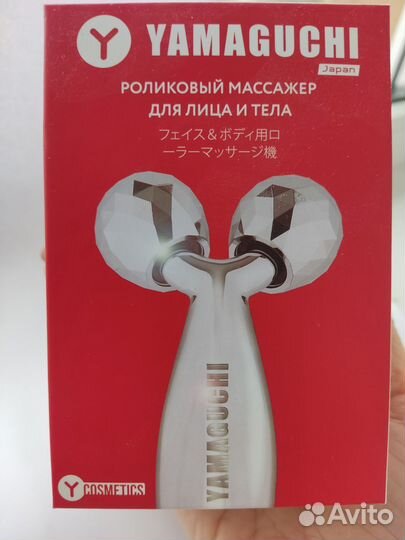 Y YAMAGUCHI
Japan
РОЛИКОВЫЙ МАССАЖЕР
ДЛЯ ЛИЦА И ТЕЛА
フェイス＆ボディ用ロ
ーラーマッサージ機
YAMAGUCHI
Y COSMETICS
Avito